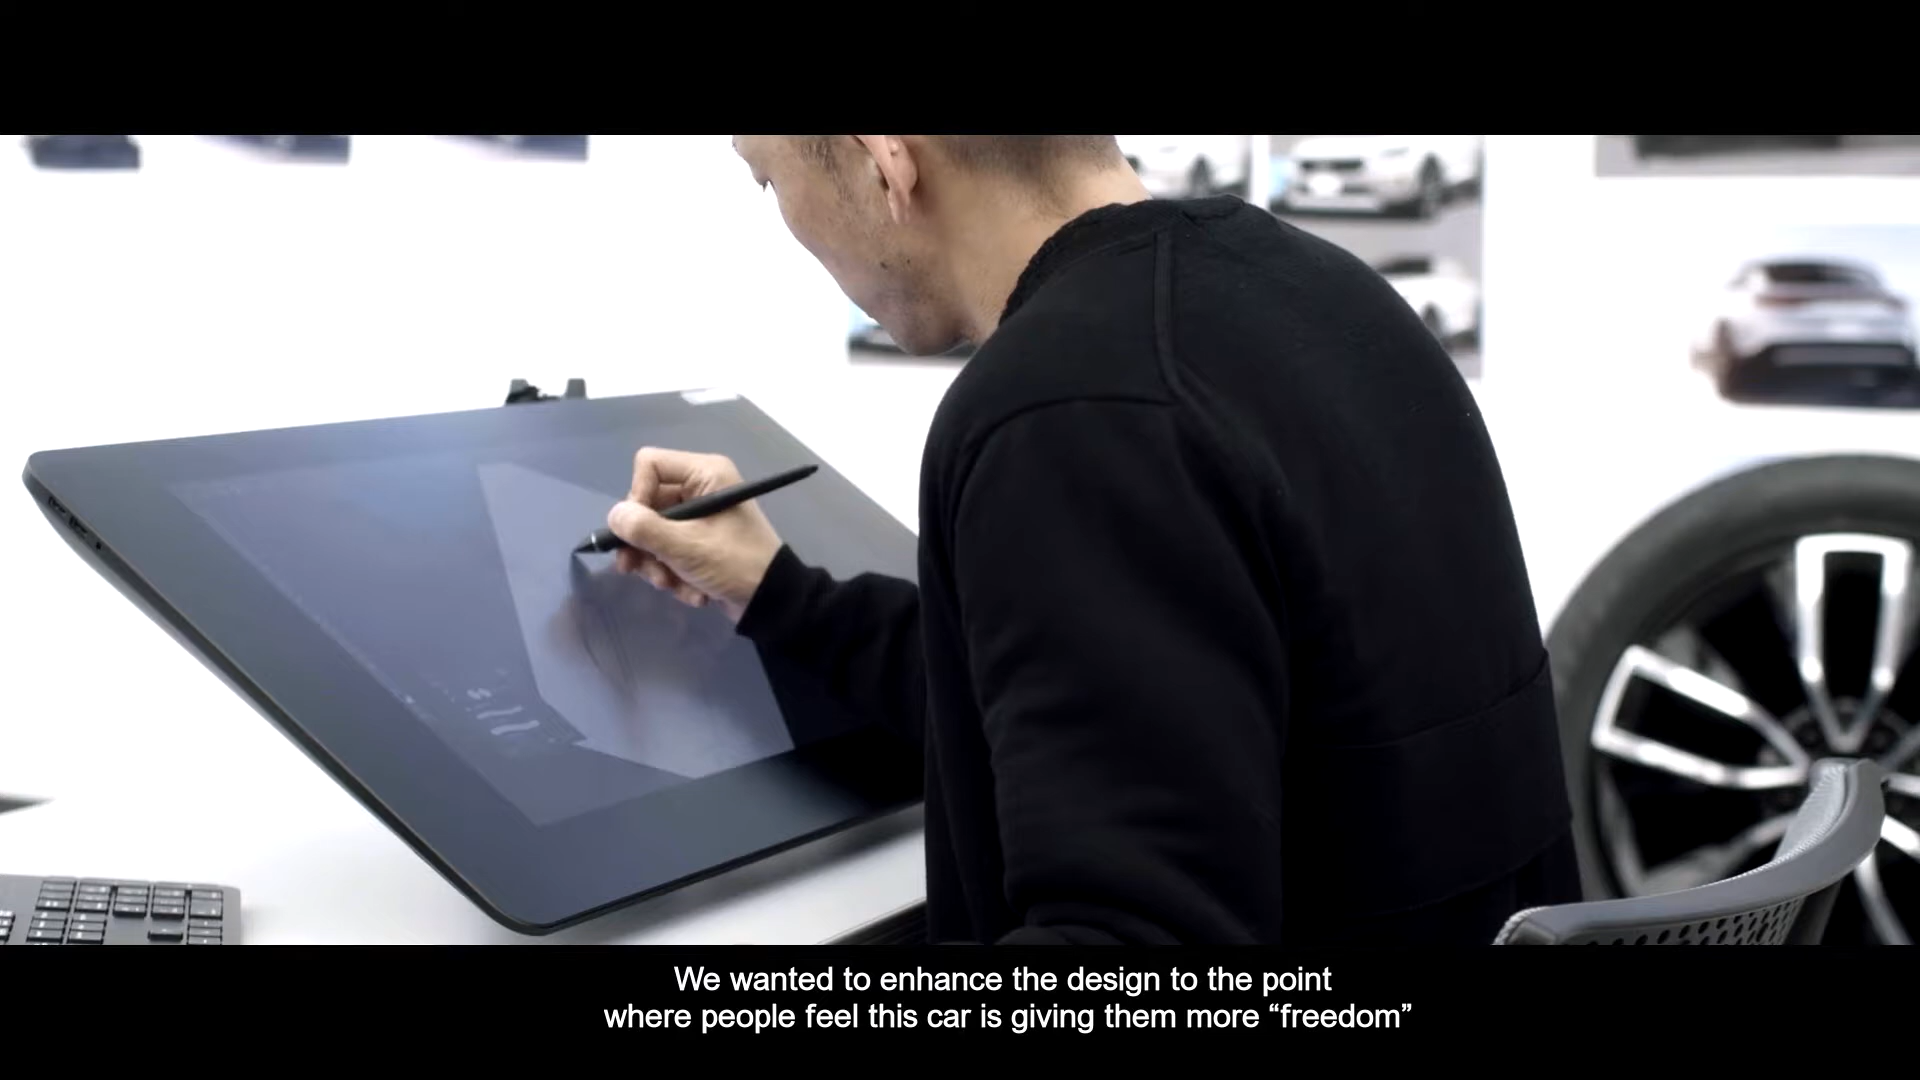 We wanted to enhance the design to the point
where people feel this car is giving them more “freedom”